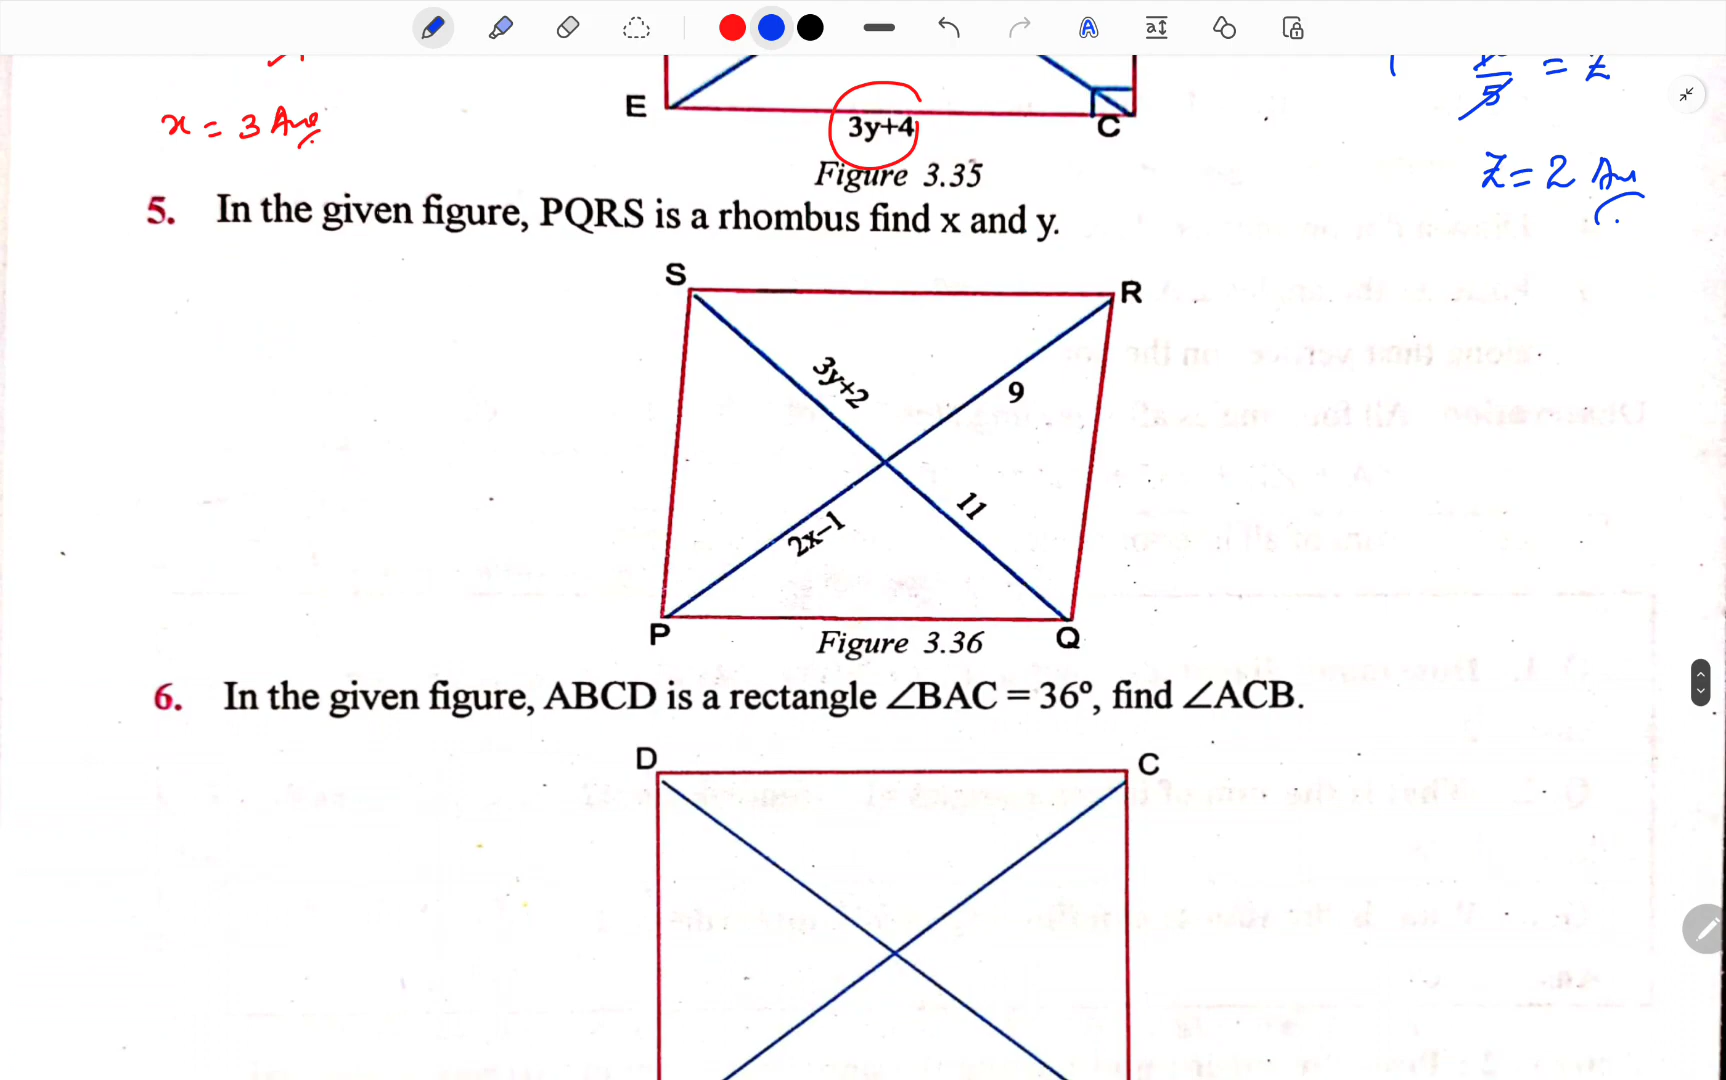 x = 3 Ans
E
3y+4
C
Figure 3.35
5 = z
z = 2 Ans
5. In the given figure, PQRS is a rhombus find x and y.
S
R
3y+2
9
11
2x–1
P
Q
Figure 3.36
6. In the given figure, ABCD is a rectangle ∠BAC = 36º, find ∠ACB.
D
C